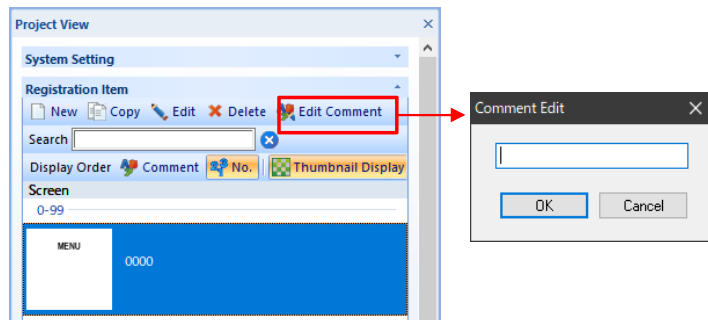 Project View
System Setting
Registration Item
New Copy Edit Delete Edit Comment
Search
Display Order Comment No. Thumbnail Display
Screen
0-99
MENU
0000
Comment Edit
OK Cancel